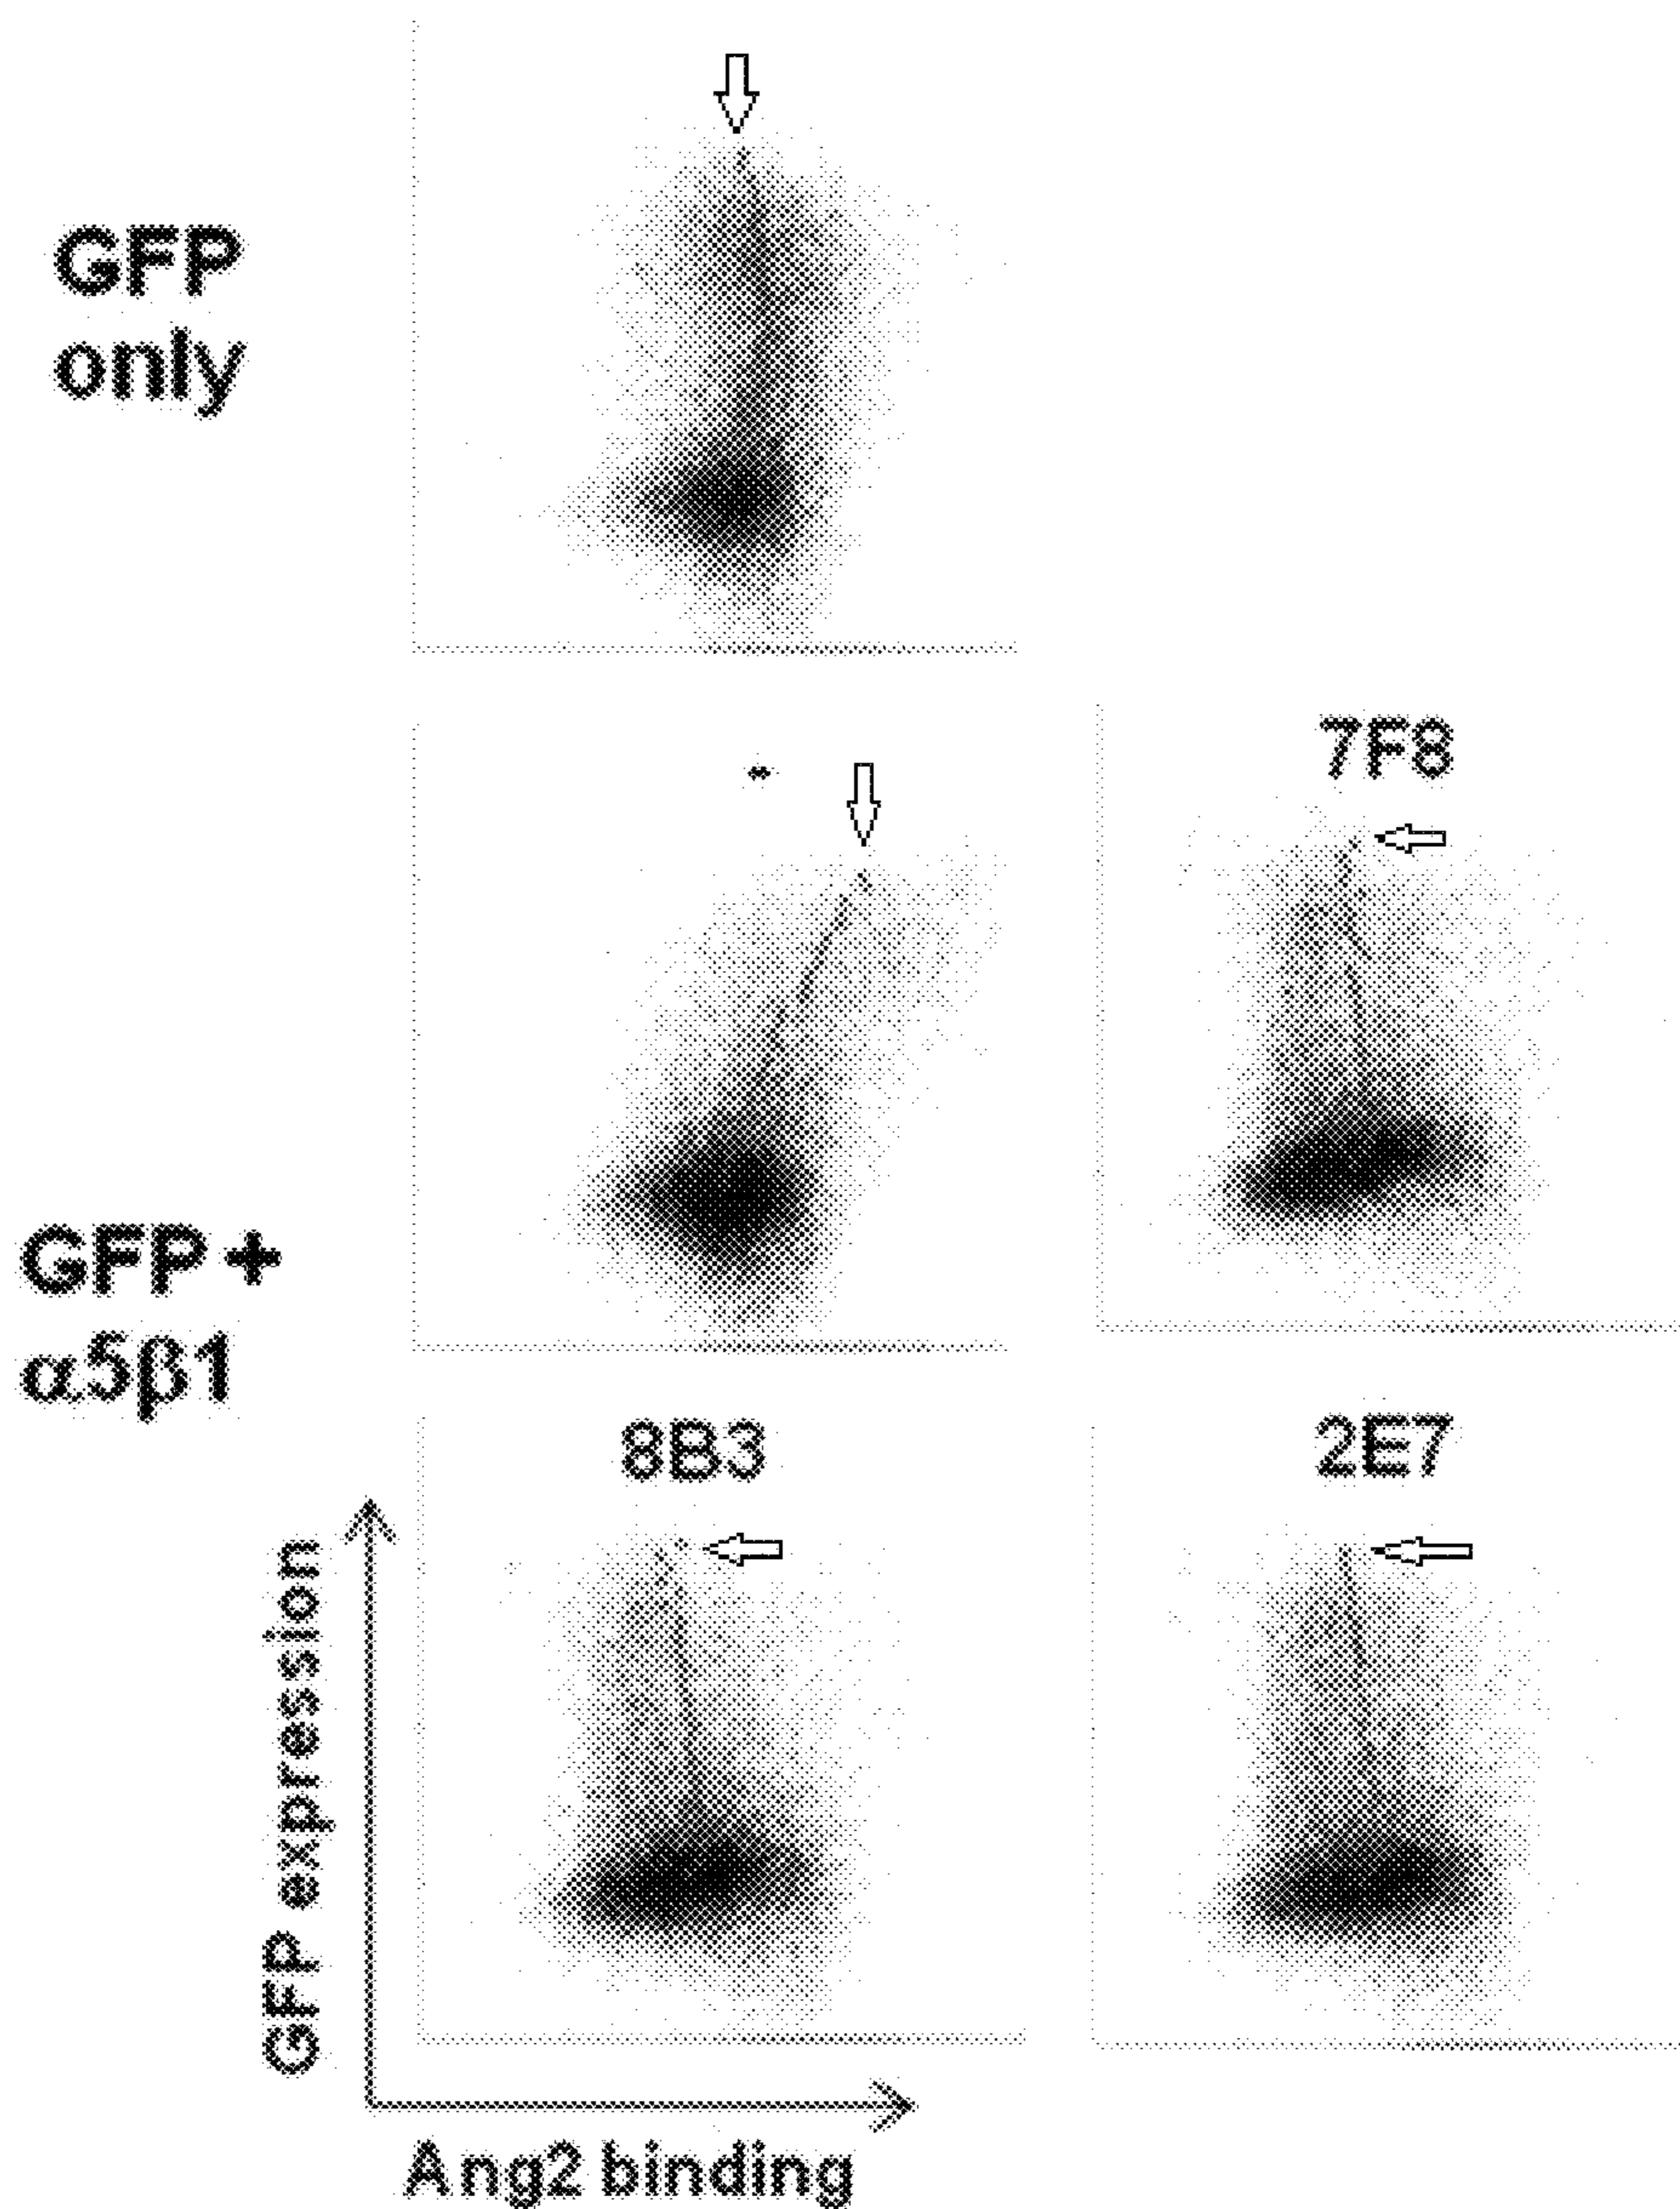 GFP
only
-
7F8
GFP +
α5β1
8B3
2E7
GFP expression
Ang2 binding